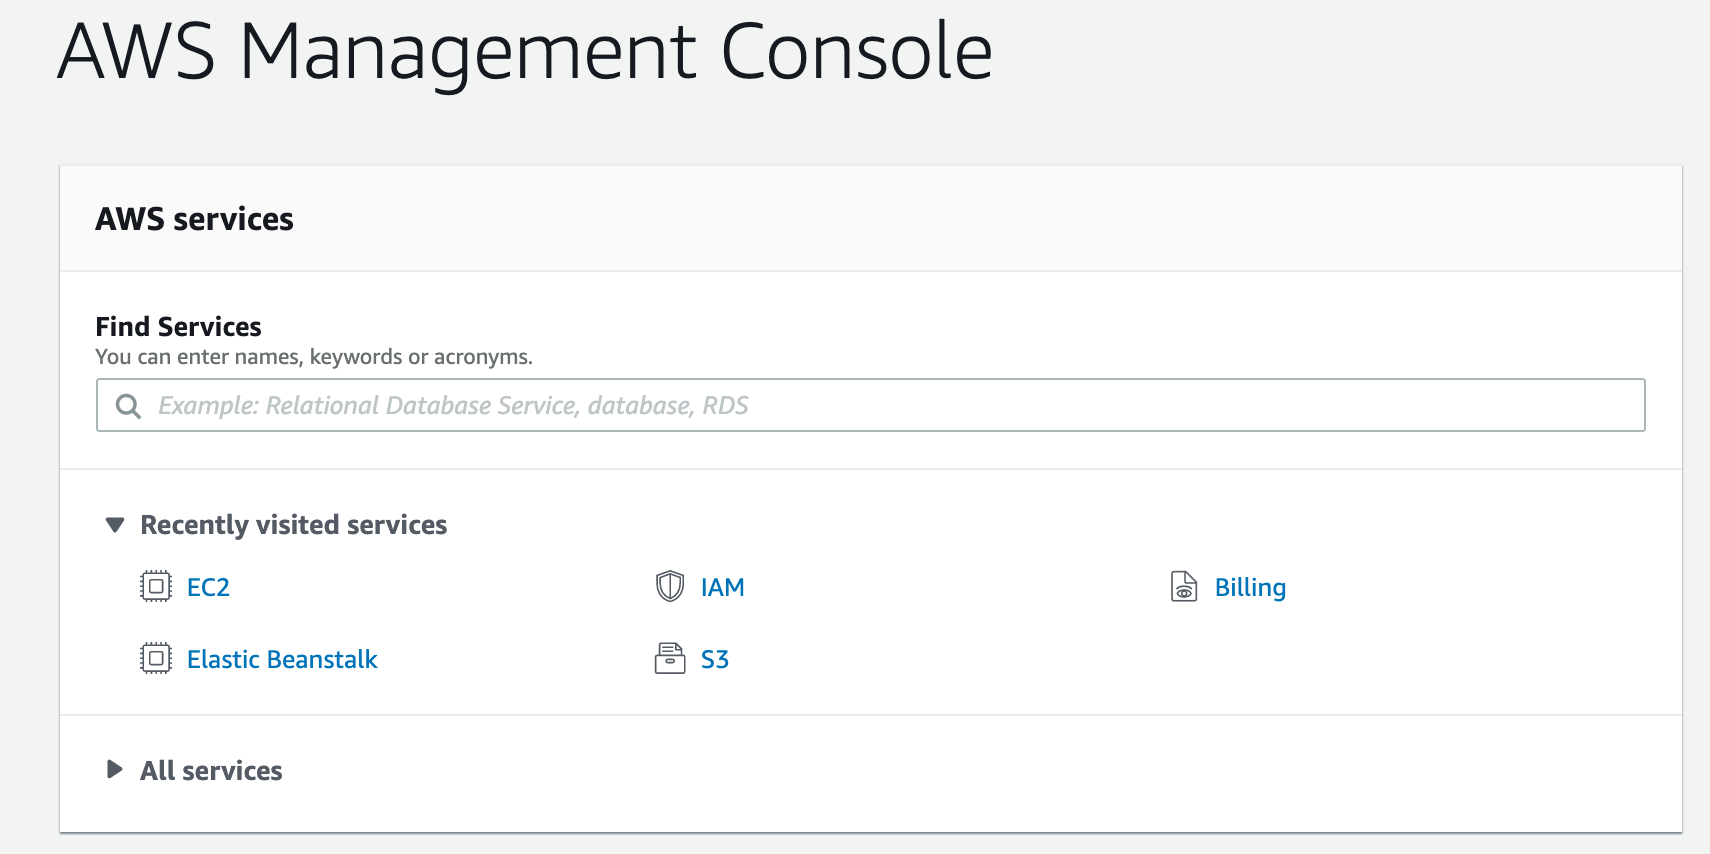 AWS Management Console
AWS services
Find Services
You can enter names, keywords or acronyms.
Example: Relational Database Service, database, RDS
Recently visited services
EC2
IAM
Billing
Elastic Beanstalk
S3
All services